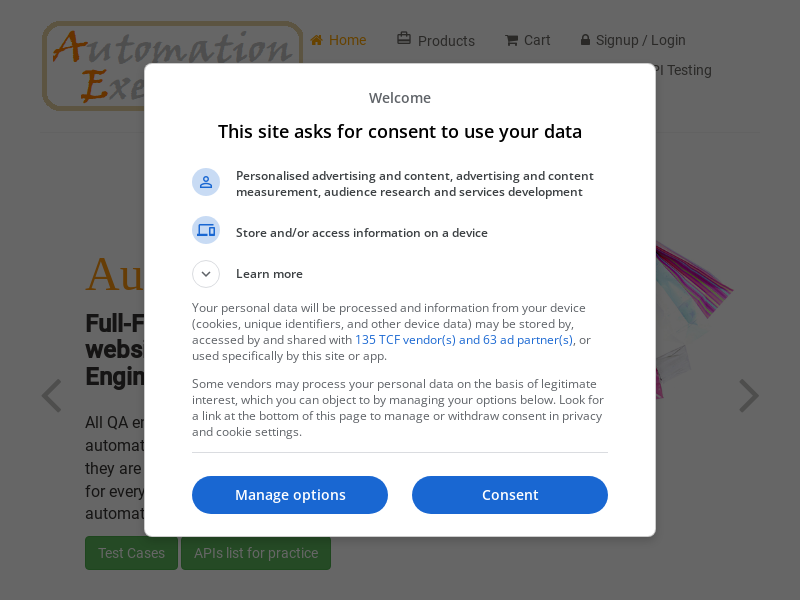 Automation
Home
Products
Cart
Signup / Login
PI Testing
Welcome
This site asks for consent to use your data
Personalised advertising and content, advertising and content
measurement, audience research and services development
Store and/or access information on a device
Learn more
Your personal data will be processed and information from your device
(cookies, unique identifiers, and other device data) may be stored by,
accessed by and shared with 135 TCF vendor(s) and 63 ad partner(s), or
used specifically by this site or app.
Some vendors may process your personal data on the basis of legitimate
interest, which you can object to by managing your options below. Look for
a link at the bottom of this page to manage or withdraw consent in privacy
and cookie settings.
Manage options
Consent
Au
Full-F
websi
Engin
All QA en
automat
they are
for every
automat
Test Cases
APIs list for practice